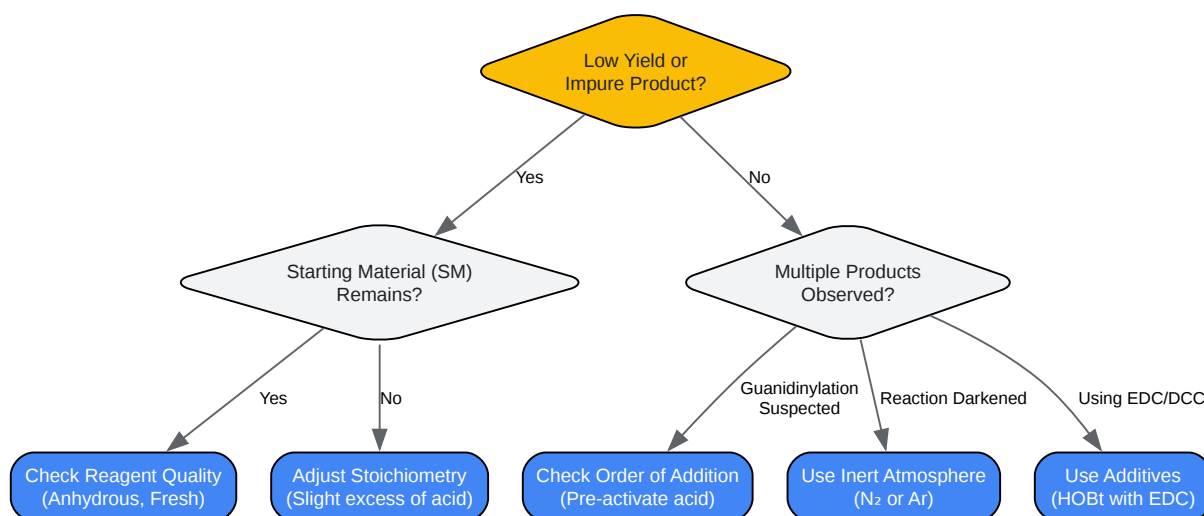 Low Yield or
Impure Product?
Yes
No
Starting Material (SM)
Remains?
Multiple Products
Observed?
Yes
No
Guanidinylation
Suspected
Reaction Darkened
Using EDC/DCC
Check Reagent Quality
(Anhydrous, Fresh)
Adjust Stoichiometry
(Slight excess of acid)
Check Order of Addition
(Pre-activate acid)
Use Inert Atmosphere
(N₂ or Ar)
Use Additives
(HOBt with EDC)